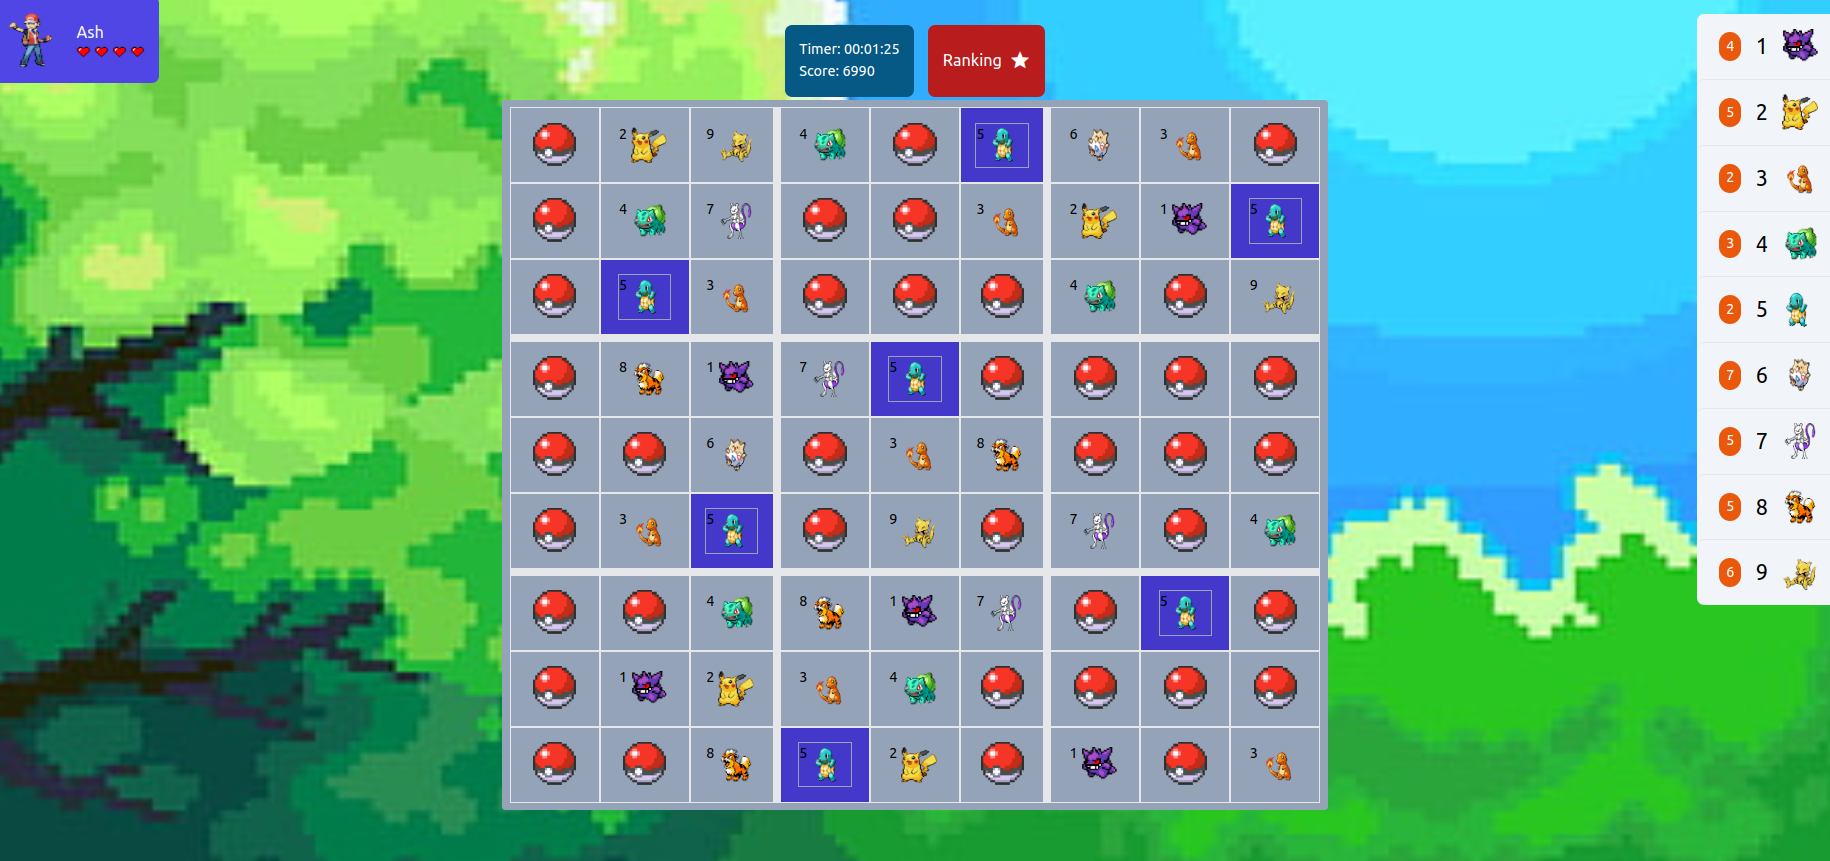 Ash
Timer: 00:01:25
Score: 6990
Ranking
2 9 4 5 6 3
4 7 3 2 1 5
5 3 4 9
8 1 7 5
6 3 8
3 5 9 7 4
4 8 1 7 5
1 2 3 4
8 5 2 1 3
4 1
5 2
2 3
3 4
2 5
7 6
5 7
5 8
6 9